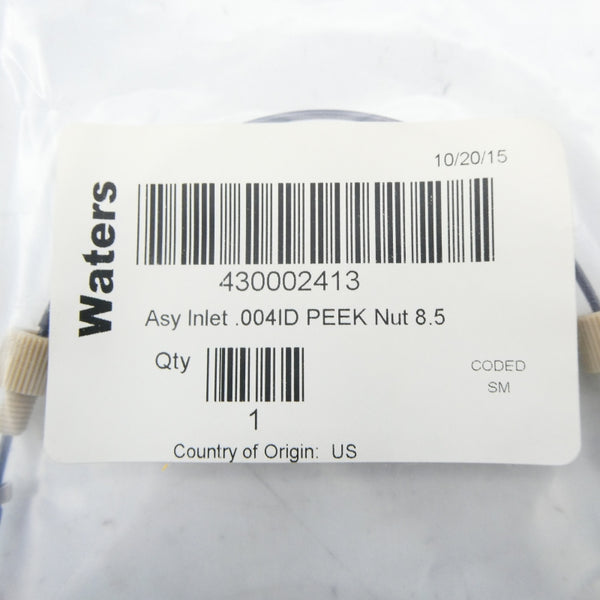 10/20/15
Waters
430002413
Asy Inlet .004ID PEEK Nut 8.5
Qty
1
CODED
SM
Country of Origin: US